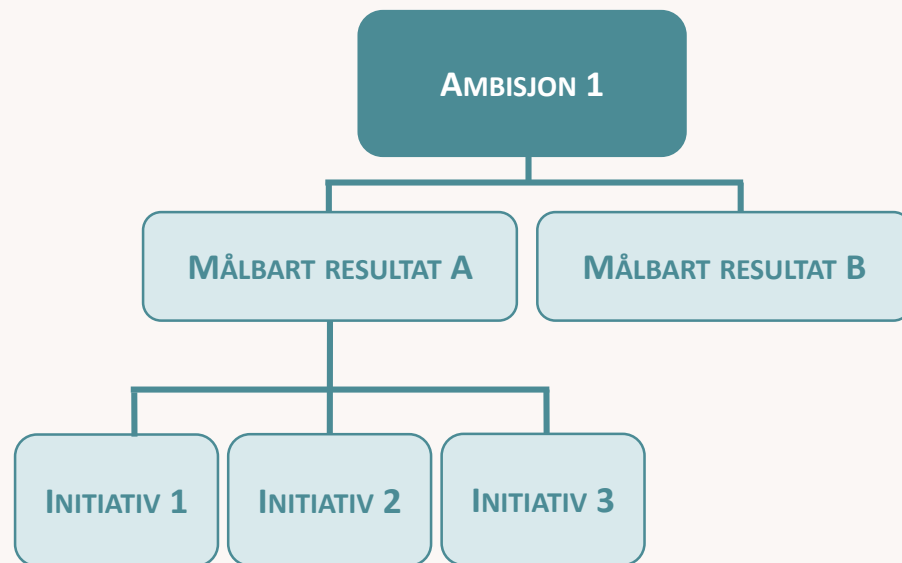 AMBISJON 1
MÅLBART RESULTAT A
MÅLBART RESULTAT B
INITIATIV 1
INITIATIV 2
INITIATIV 3